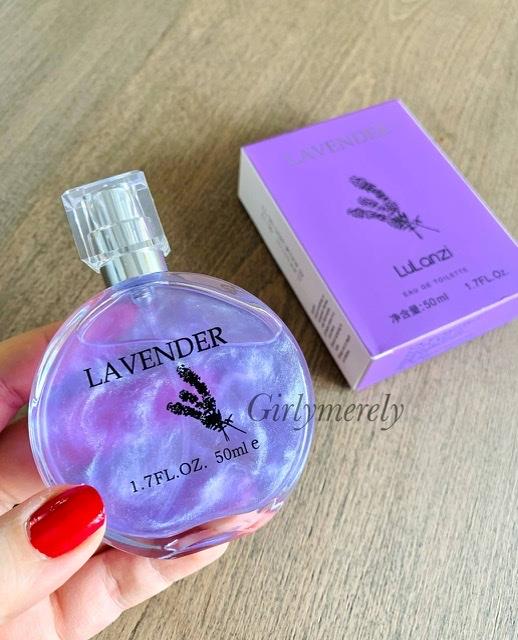 LAVENDER
LuLanzi
EAU DE TOILETTE
净含量:50ml 1.7FL.Oz.
LAVENDER
Girlymerely
1.7FL.OZ. 50ml e